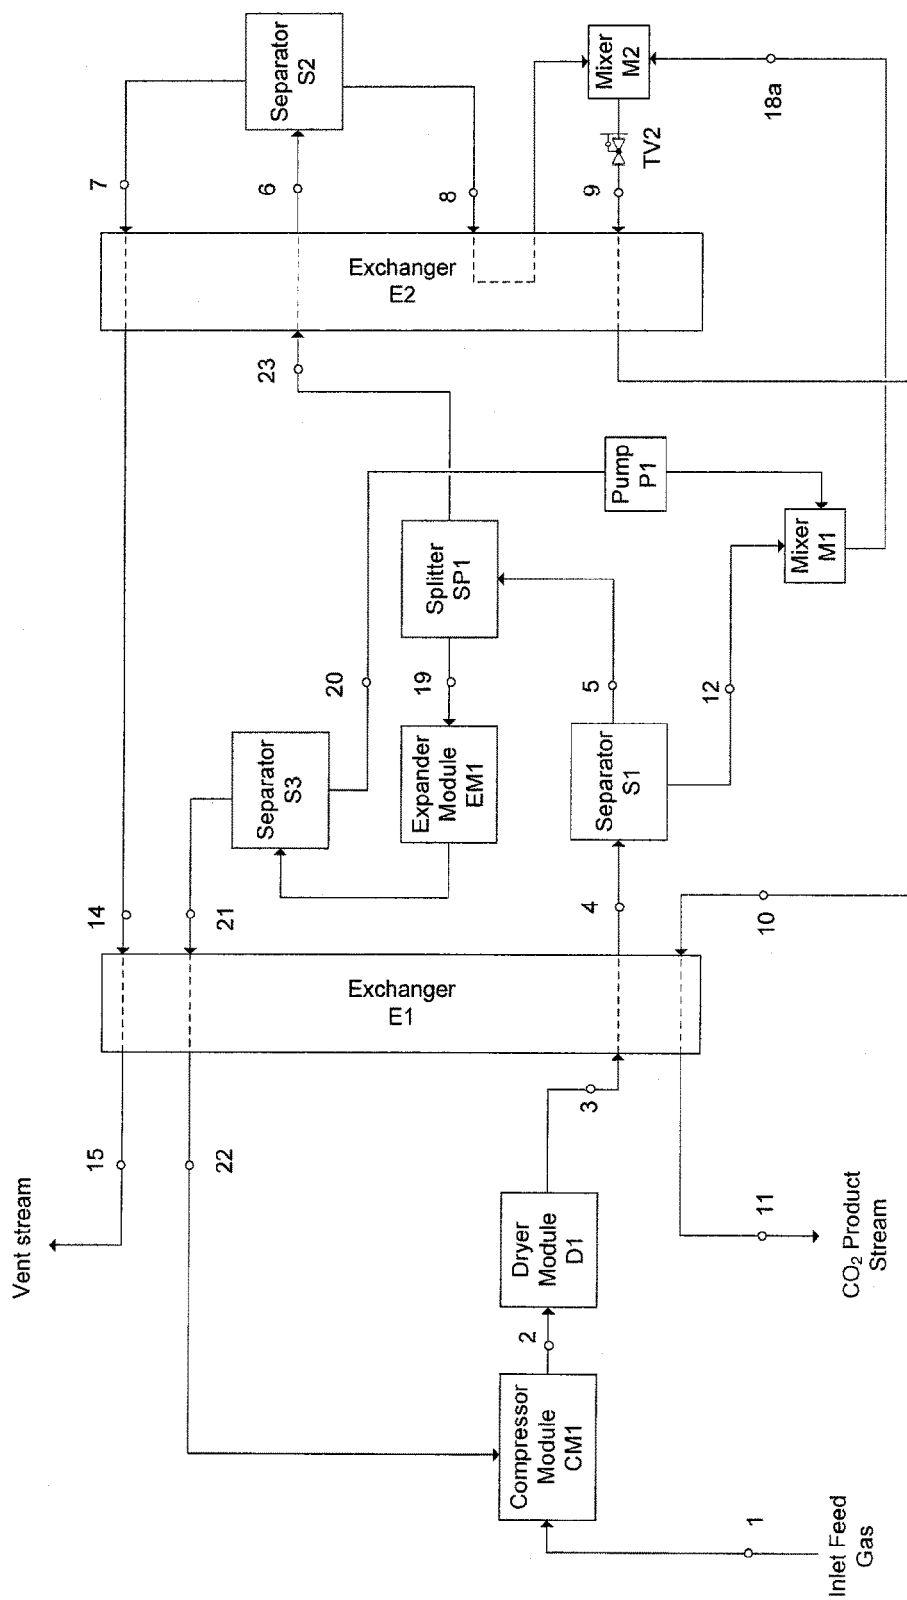 Vent stream
15
14
7
22
21
Separator
S3
23
6
Separator
S2
20
Exchanger
E1
Exchanger
E2
19
8
Expander
Module
EM1
Splitter
SP1
Compressor
Module
CM1
2
Dryer
Module
D1
3
4
5
9
Separator
S1
Pump
P1
Mixer
M2
TV2
12
1
11
10
Mixer
M1
18a
Inlet Feed
Gas
CO₂ Product
Stream